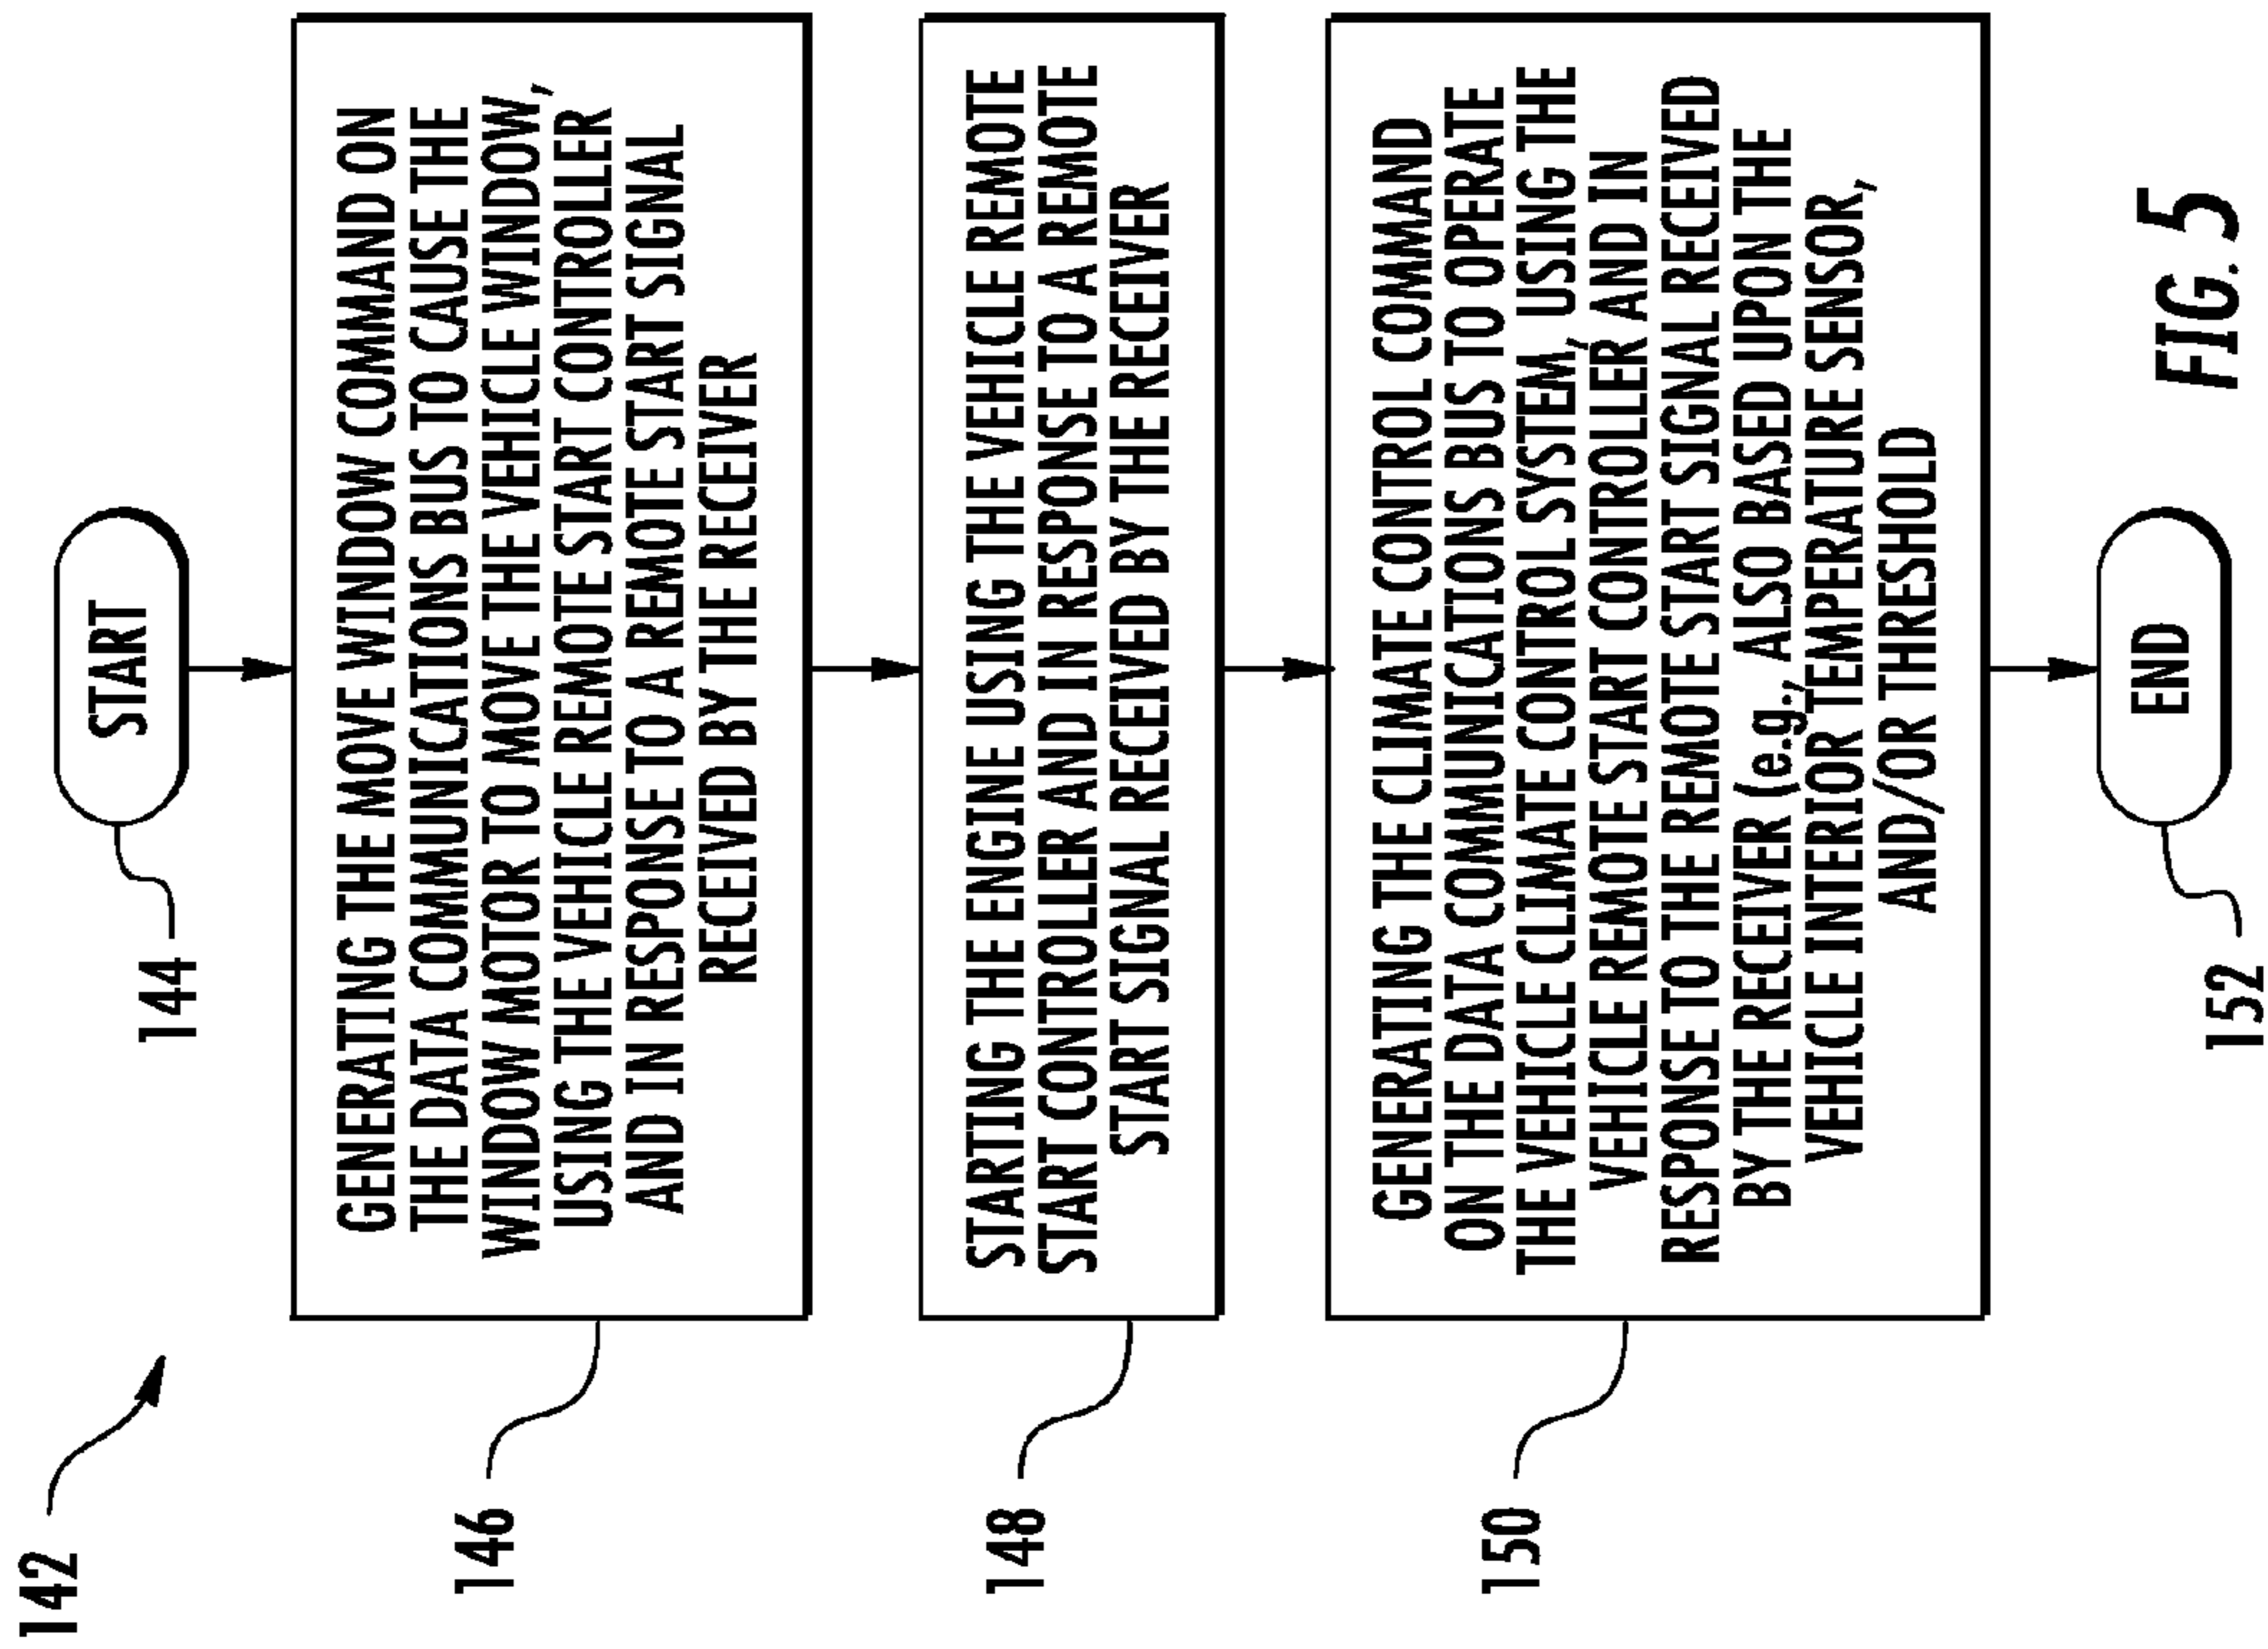 142
START
144
GENERATING THE MOVE WINDOW COMMAND ON
THE DATA COMMUNICATIONS BUS TO CAUSE THE
WINDOW MOTOR TO MOVE THE VEHICLE WINDOW,
USING THE VEHICLE REMOTE START CONTROLLER
AND IN RESPONSE TO A REMOTE START SIGNAL
RECEIVED BY THE RECEIVER
146
STARTING THE ENGINE USING THE VEHICLE REMOTE
START CONTROLLER AND IN RESPONSE TO A REMOTE
START SIGNAL RECEIVED BY THE RECEIVER
148
GENERATING THE CLIMATE CONTROL COMMAND
ON THE DATA COMMUNICATIONS BUS TO OPERATE
THE VEHICLE CLIMATE CONTROL SYSTEM, USING THE
VEHICLE REMOTE START CONTROLLER AND IN
RESPONSE TO THE REMOTE START SIGNAL RECEIVED
BY THE RECEIVER (e.g., ALSO BASED UPON THE
VEHICLE INTERIOR TEMPERATURE SENSOR,
AND/OR THRESHOLD
150
END
152
FIG. 5